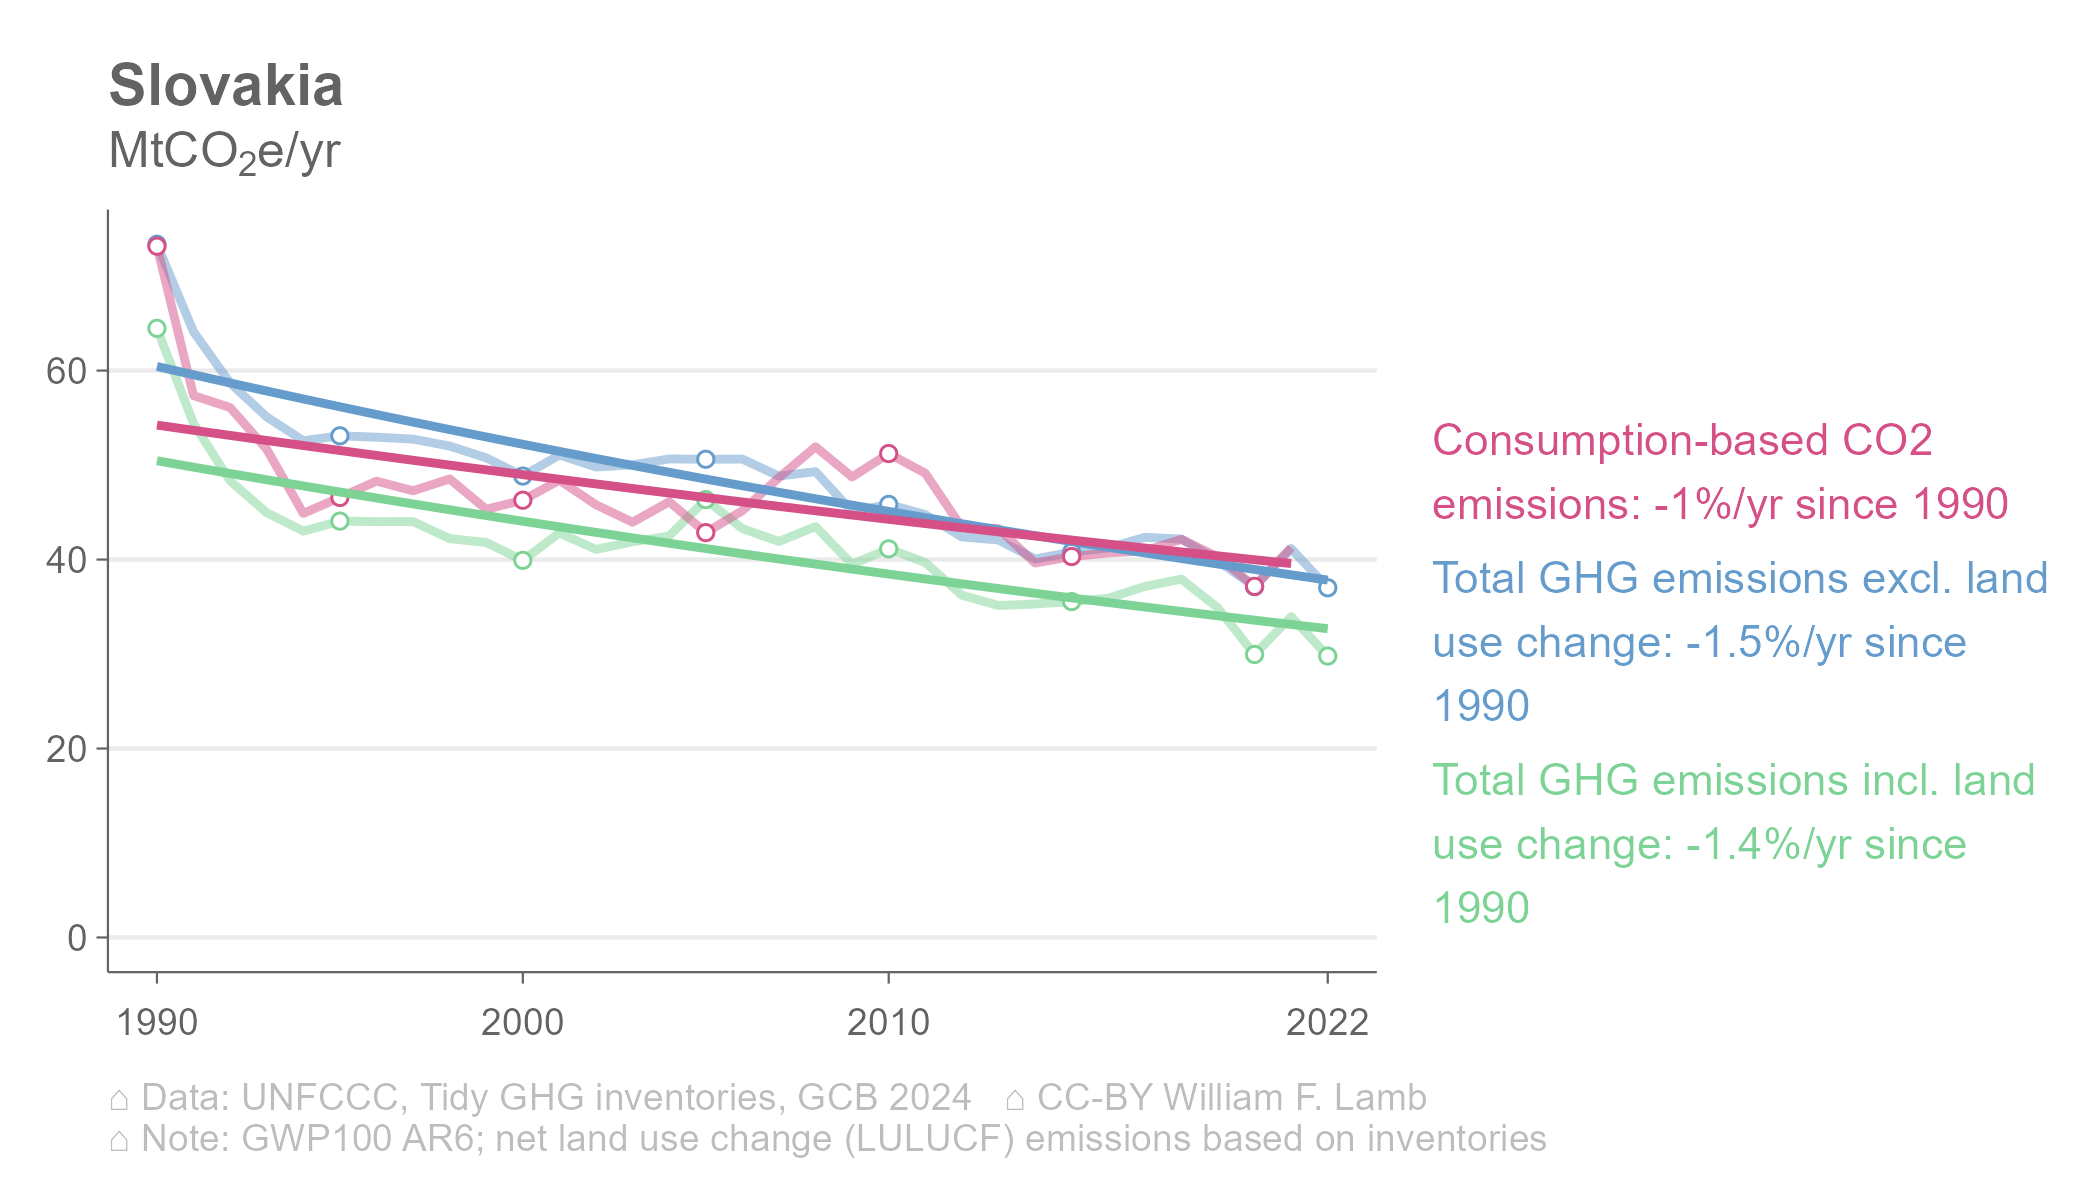 Slovakia
MtCO₂e/yr
60
40
20
0
1990
2000
2010
2022
Consumption-based CO2
emissions: -1%/yr since 1990
Total GHG emissions excl. land
use change: -1.5%/yr since
1990
Total GHG emissions incl. land
use change: -1.4%/yr since
1990
⌂ Data: UNFCCC, Tidy GHG inventories, GCB 2024 ⌂ CC-BY William F. Lamb
⌂ Note: GWP100 AR6; net land use change (LULUCF) emissions based on inventories